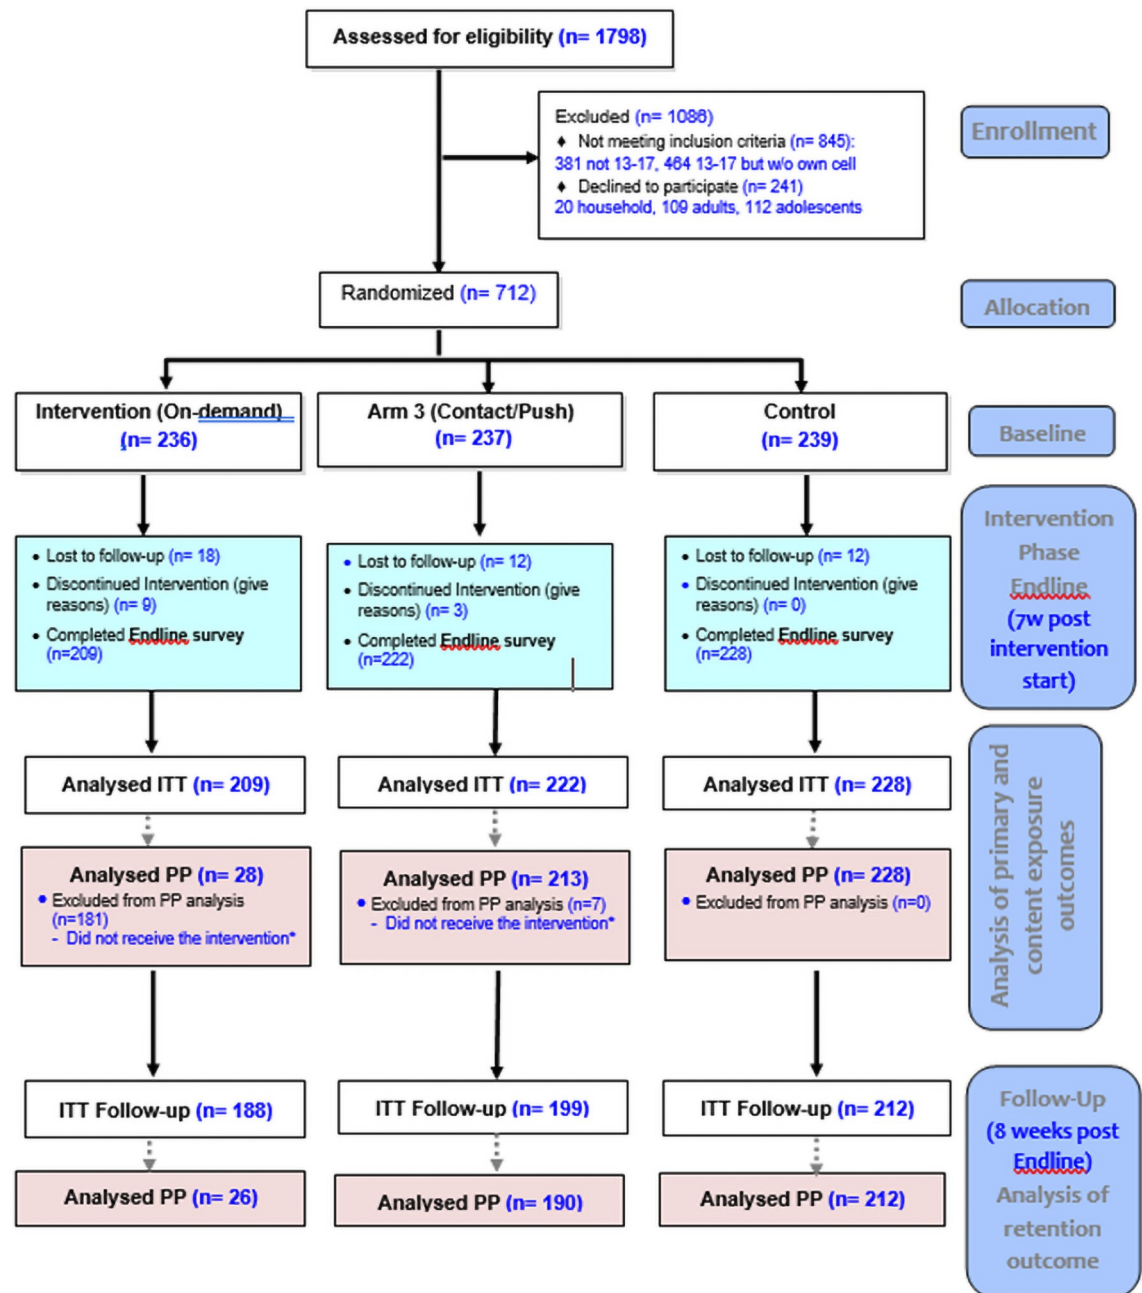 Assessed for eligibility (n= 1798)
Excluded (n= 1086)
♦ Not meeting inclusion criteria (n= 845):
381 not 13-17, 464 13-17 but w/o own cell
♦ Declined to participate (n= 241)
20 household, 109 adults, 112 adolescents
Enrollment
Randomized (n= 712)
Allocation
Intervention (On-demand)
(n= 236)
Arm 3 (Contact/Push)
(n= 237)
Control
(n= 239)
Baseline
• Lost to follow-up (n= 18)
• Discontinued Intervention (give
reasons) (n= 9)
• Completed Endline survey
(n=209)
• Lost to follow-up (n= 12)
• Discontinued Intervention (give
reasons) (n= 3)
• Completed Endline survey
(n=222)
• Lost to follow-up (n= 12)
• Discontinued Intervention (give
reasons) (n= 0)
• Completed Endline survey
(n=228)
Intervention
Phase
Endline
(7w post
intervention
start)
Analysed ITT (n= 209)
Analysed ITT (n= 222)
Analysed ITT (n= 228)
Analysed PP (n= 28)
• Excluded from PP analysis
(n=181)
- Did not receive the intervention*
Analysed PP (n= 213)
• Excluded from PP analysis (n=7)
- Did not receive the intervention*
Analysed PP (n= 228)
• Excluded from PP analysis (n=0)
Analysis of primary and
content exposure
outcomes
ITT Follow-up (n= 188)
ITT Follow-up (n= 199)
ITT Follow-up (n= 212)
Analysed PP (n= 26)
Analysed PP (n= 190)
Analysed PP (n= 212)
Follow-Up
(8 weeks post
Endline)
Analysis of
retention
outcome